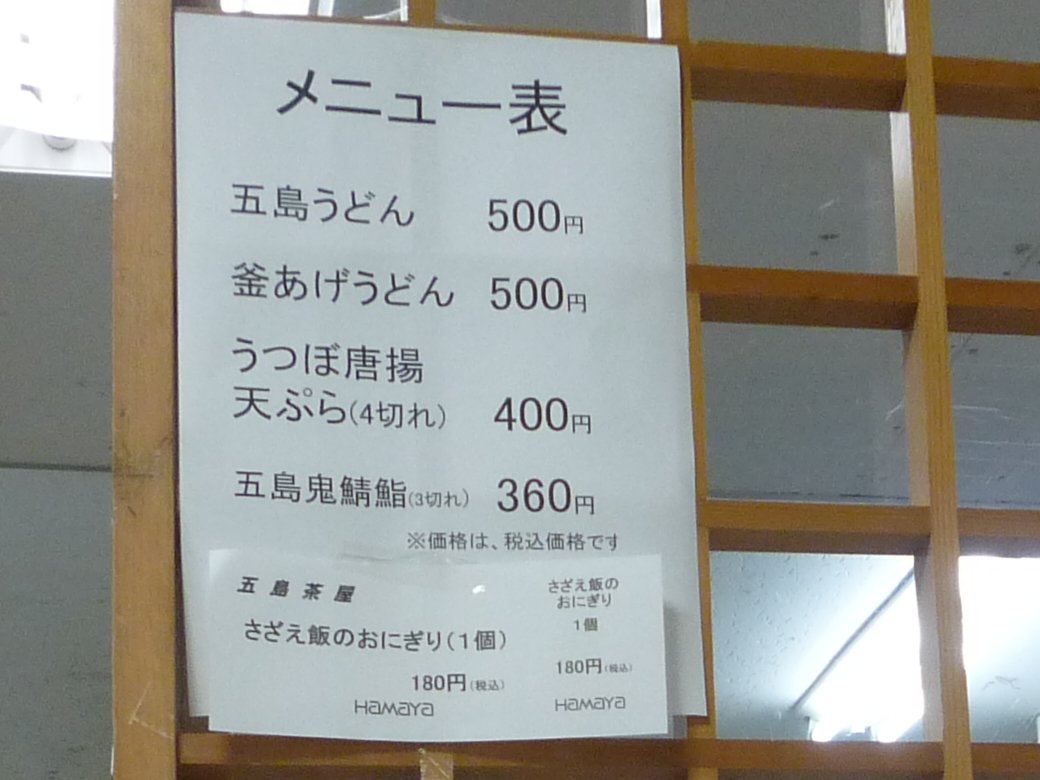 メニュー表
五島うどん 500円
釜あげうどん 500円
うつぼ唐揚
天ぷら(4切れ) 400円
五島鬼鯖鮨(3切れ) 360円
※価格は、税込価格です
五島茶屋
さざえ飯のおにぎり(1個)
180円(税込)
HAMAYA
さざえ飯の
おにぎり
1個
180円(税込)
HAMAYA